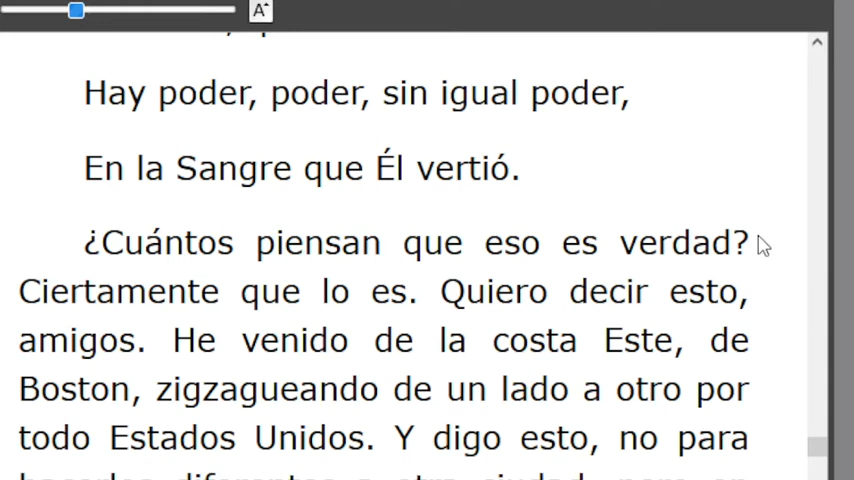 A
Hay poder, poder, sin igual poder,
En la Sangre que Él vertió.
¿Cuántos piensan que eso es verdad?
Ciertamente que lo es. Quiero decir esto,
amigos. He venido de la costa Este, de
Boston, zigzagueando de un lado a otro por
todo Estados Unidos. Y digo esto, no para